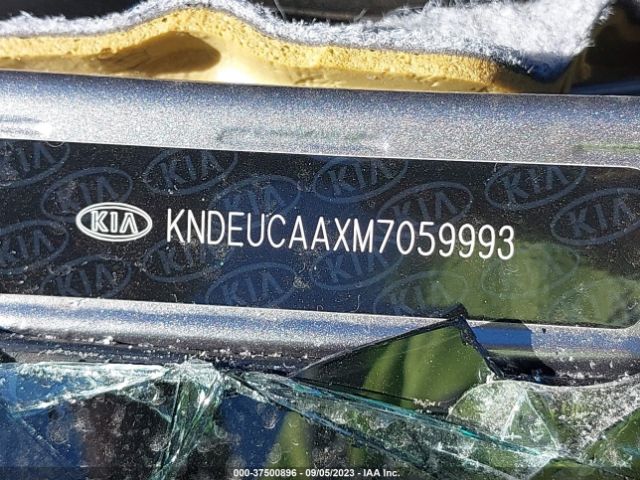 KIA KNDEUCAAXM7059993
000-37500896 - 09/05/2023 - IAA Inc.